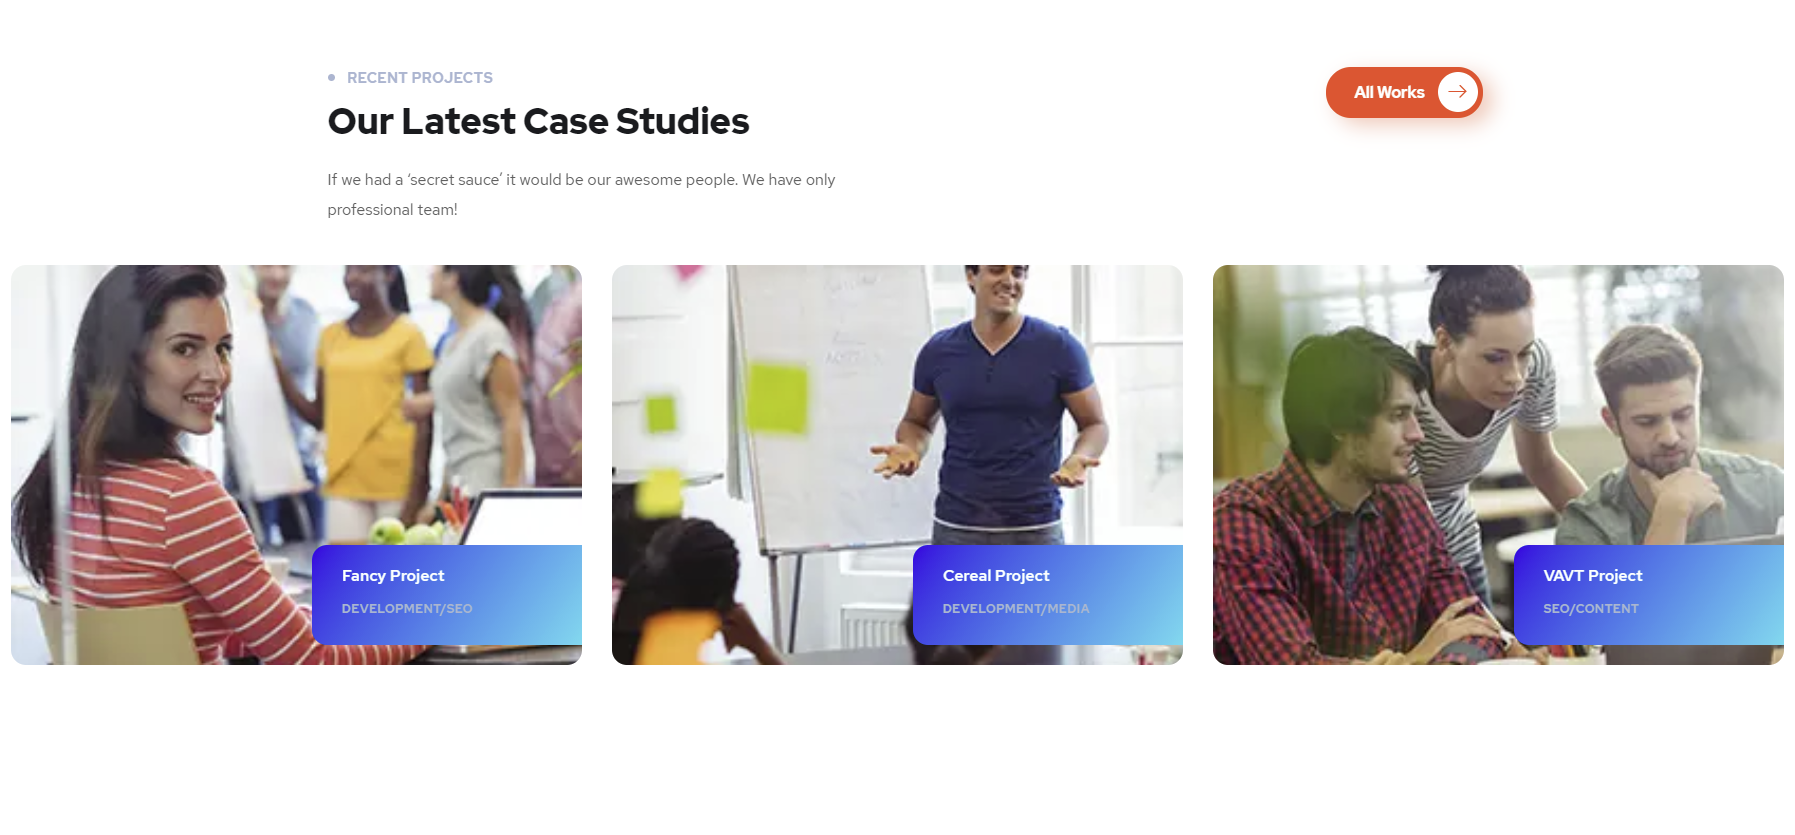 RECENT PROJECTS
All Works
Our Latest Case Studies
If we had a ‘secret sauce’ it would be our awesome people. We have only
professional team!
Fancy Project
DEVELOPMENT/SEO
Cereal Project
DEVELOPMENT/MEDIA
VAVT Project
SEO/CONTENT